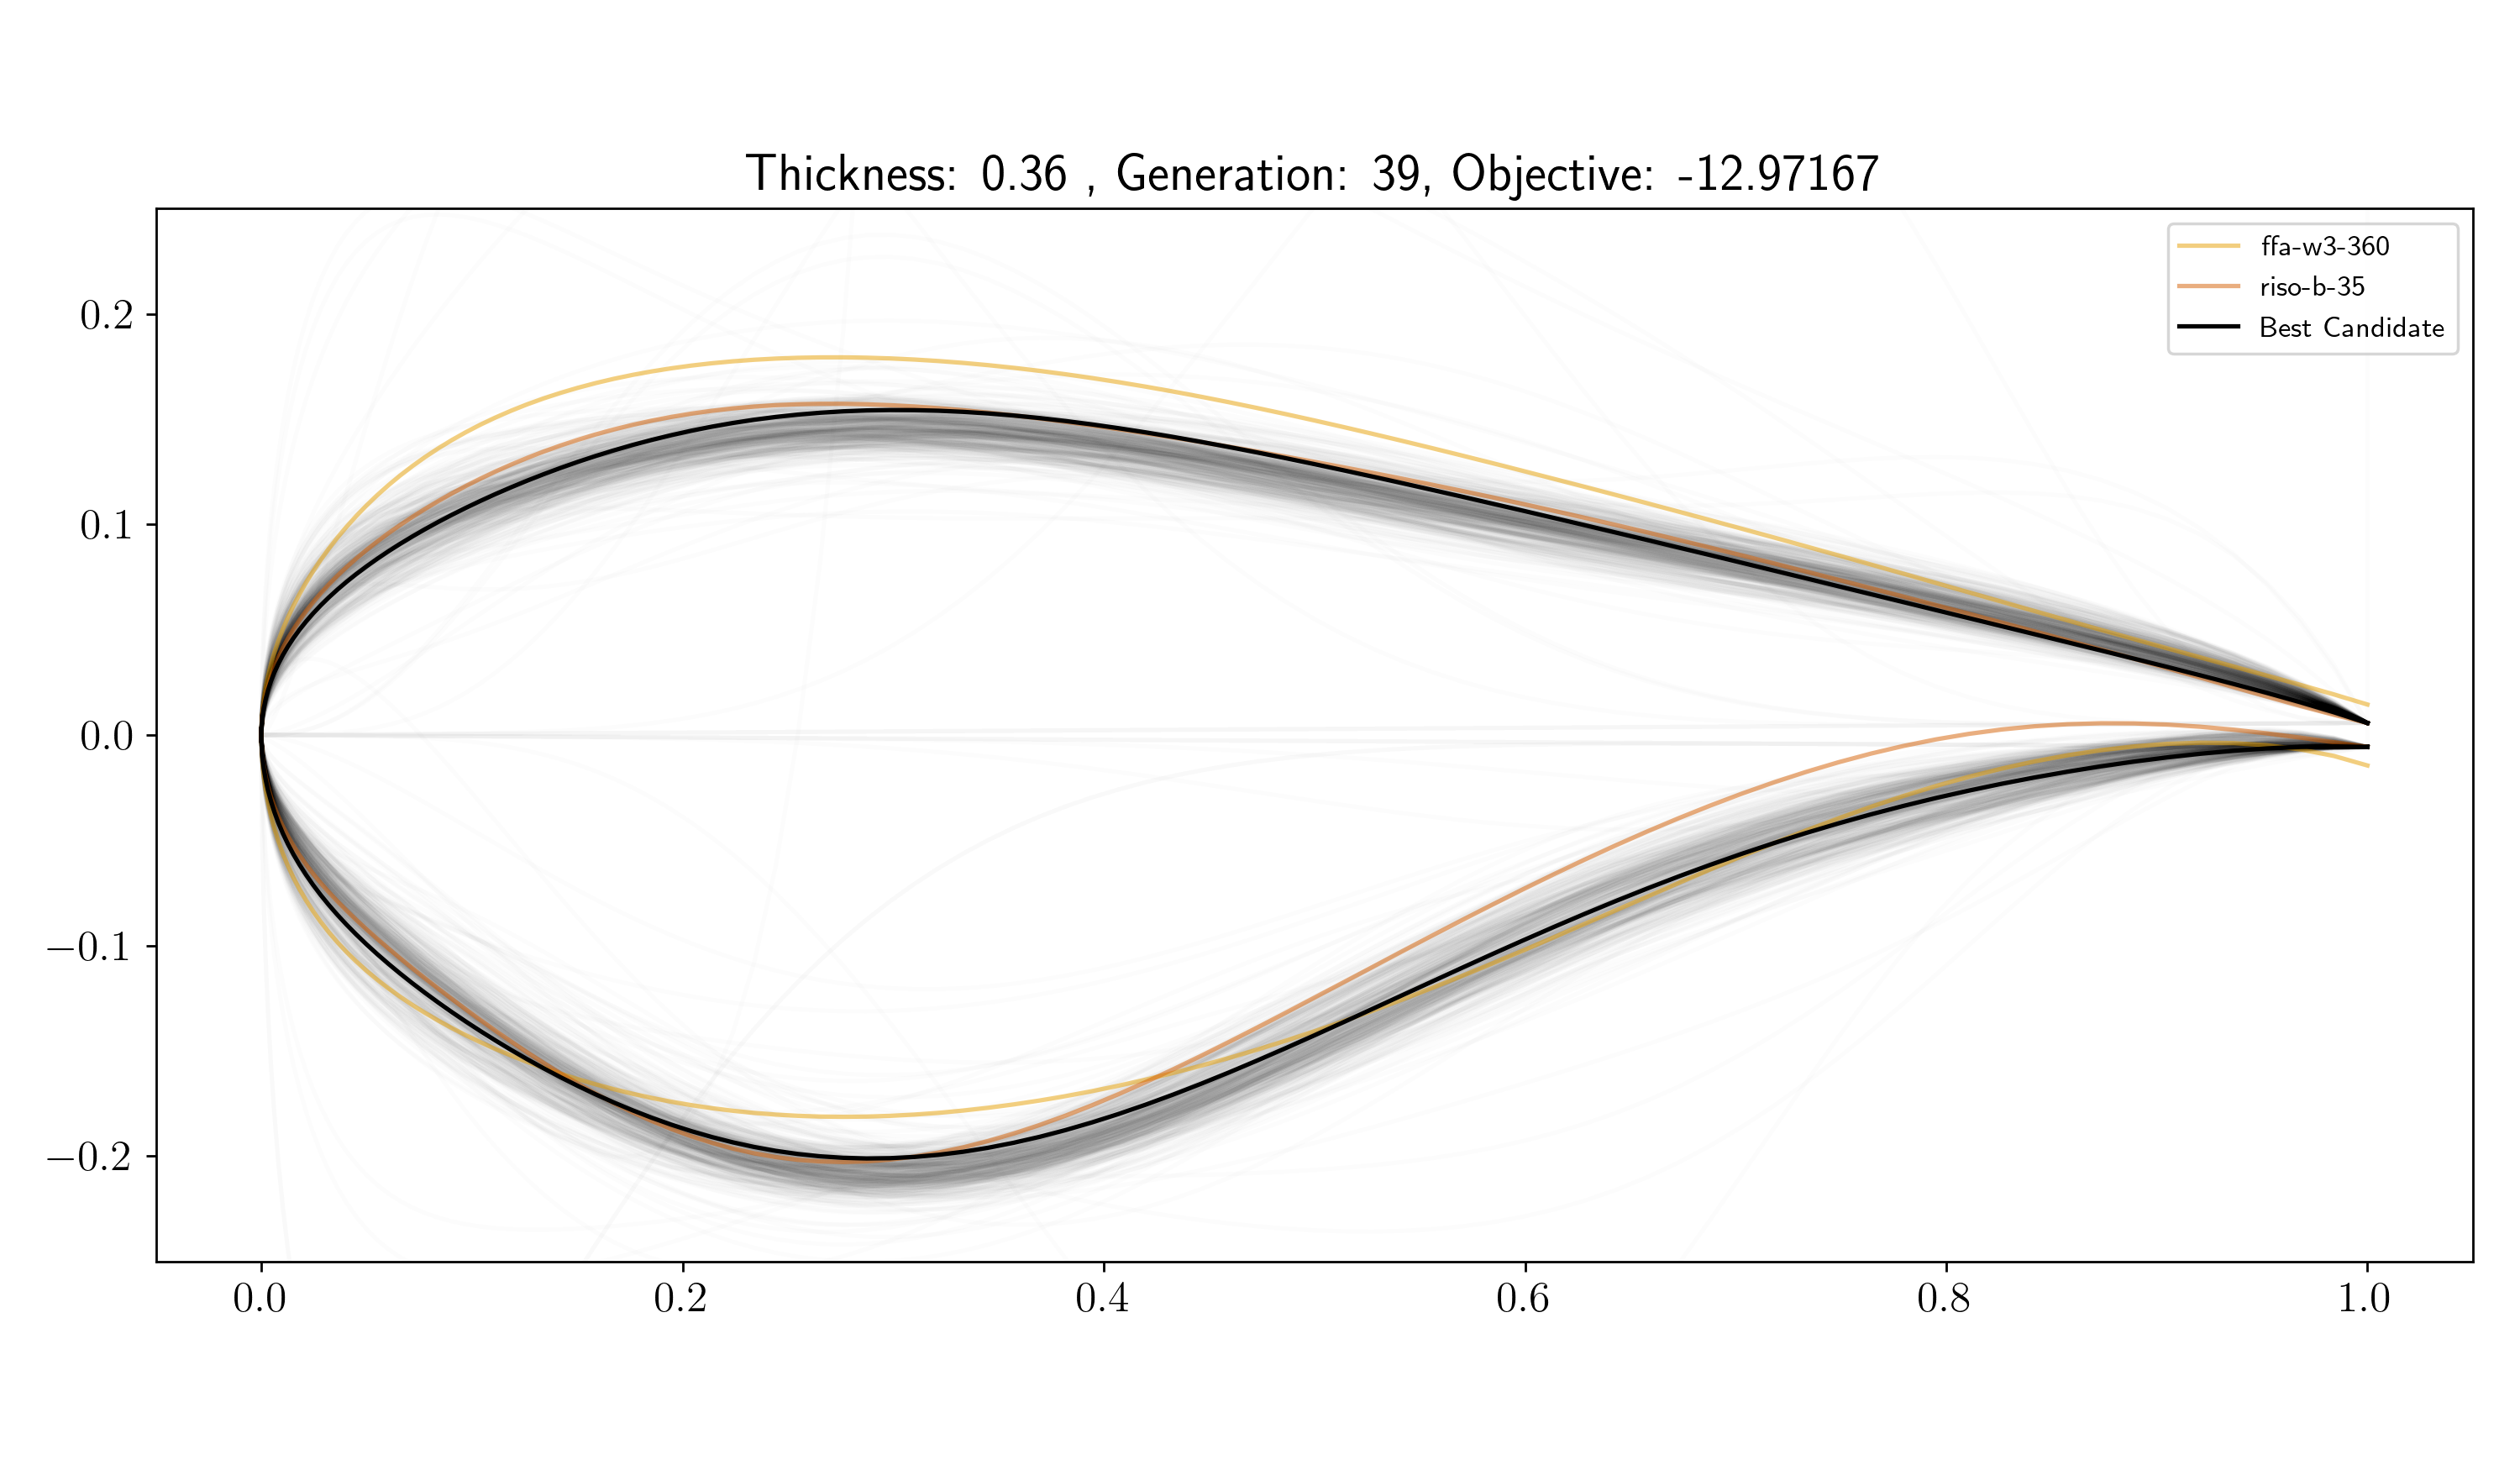 Thickness: 0.36 , Generation: 39, Objective: -12.97167
ffa-w3-360
riso-b-35
Best Candidate
0.2
0.1
0.0
−0.1
−0.2
0.0 0.2 0.4 0.6 0.8 1.0